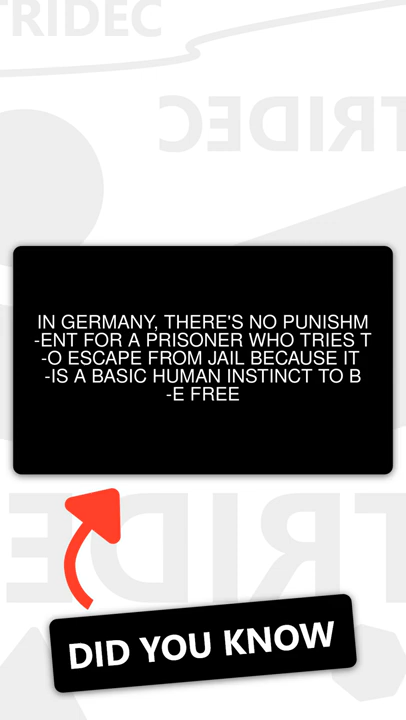 TRIDEC
TRIDEC
IN GERMANY, THERE'S NO PUNISHM
-ENT FOR A PRISONER WHO TRIES T
-O ESCAPE FROM JAIL BECAUSE IT
-IS A BASIC HUMAN INSTINCT TO B
-E FREE
TRIDE
DID YOU KNOW